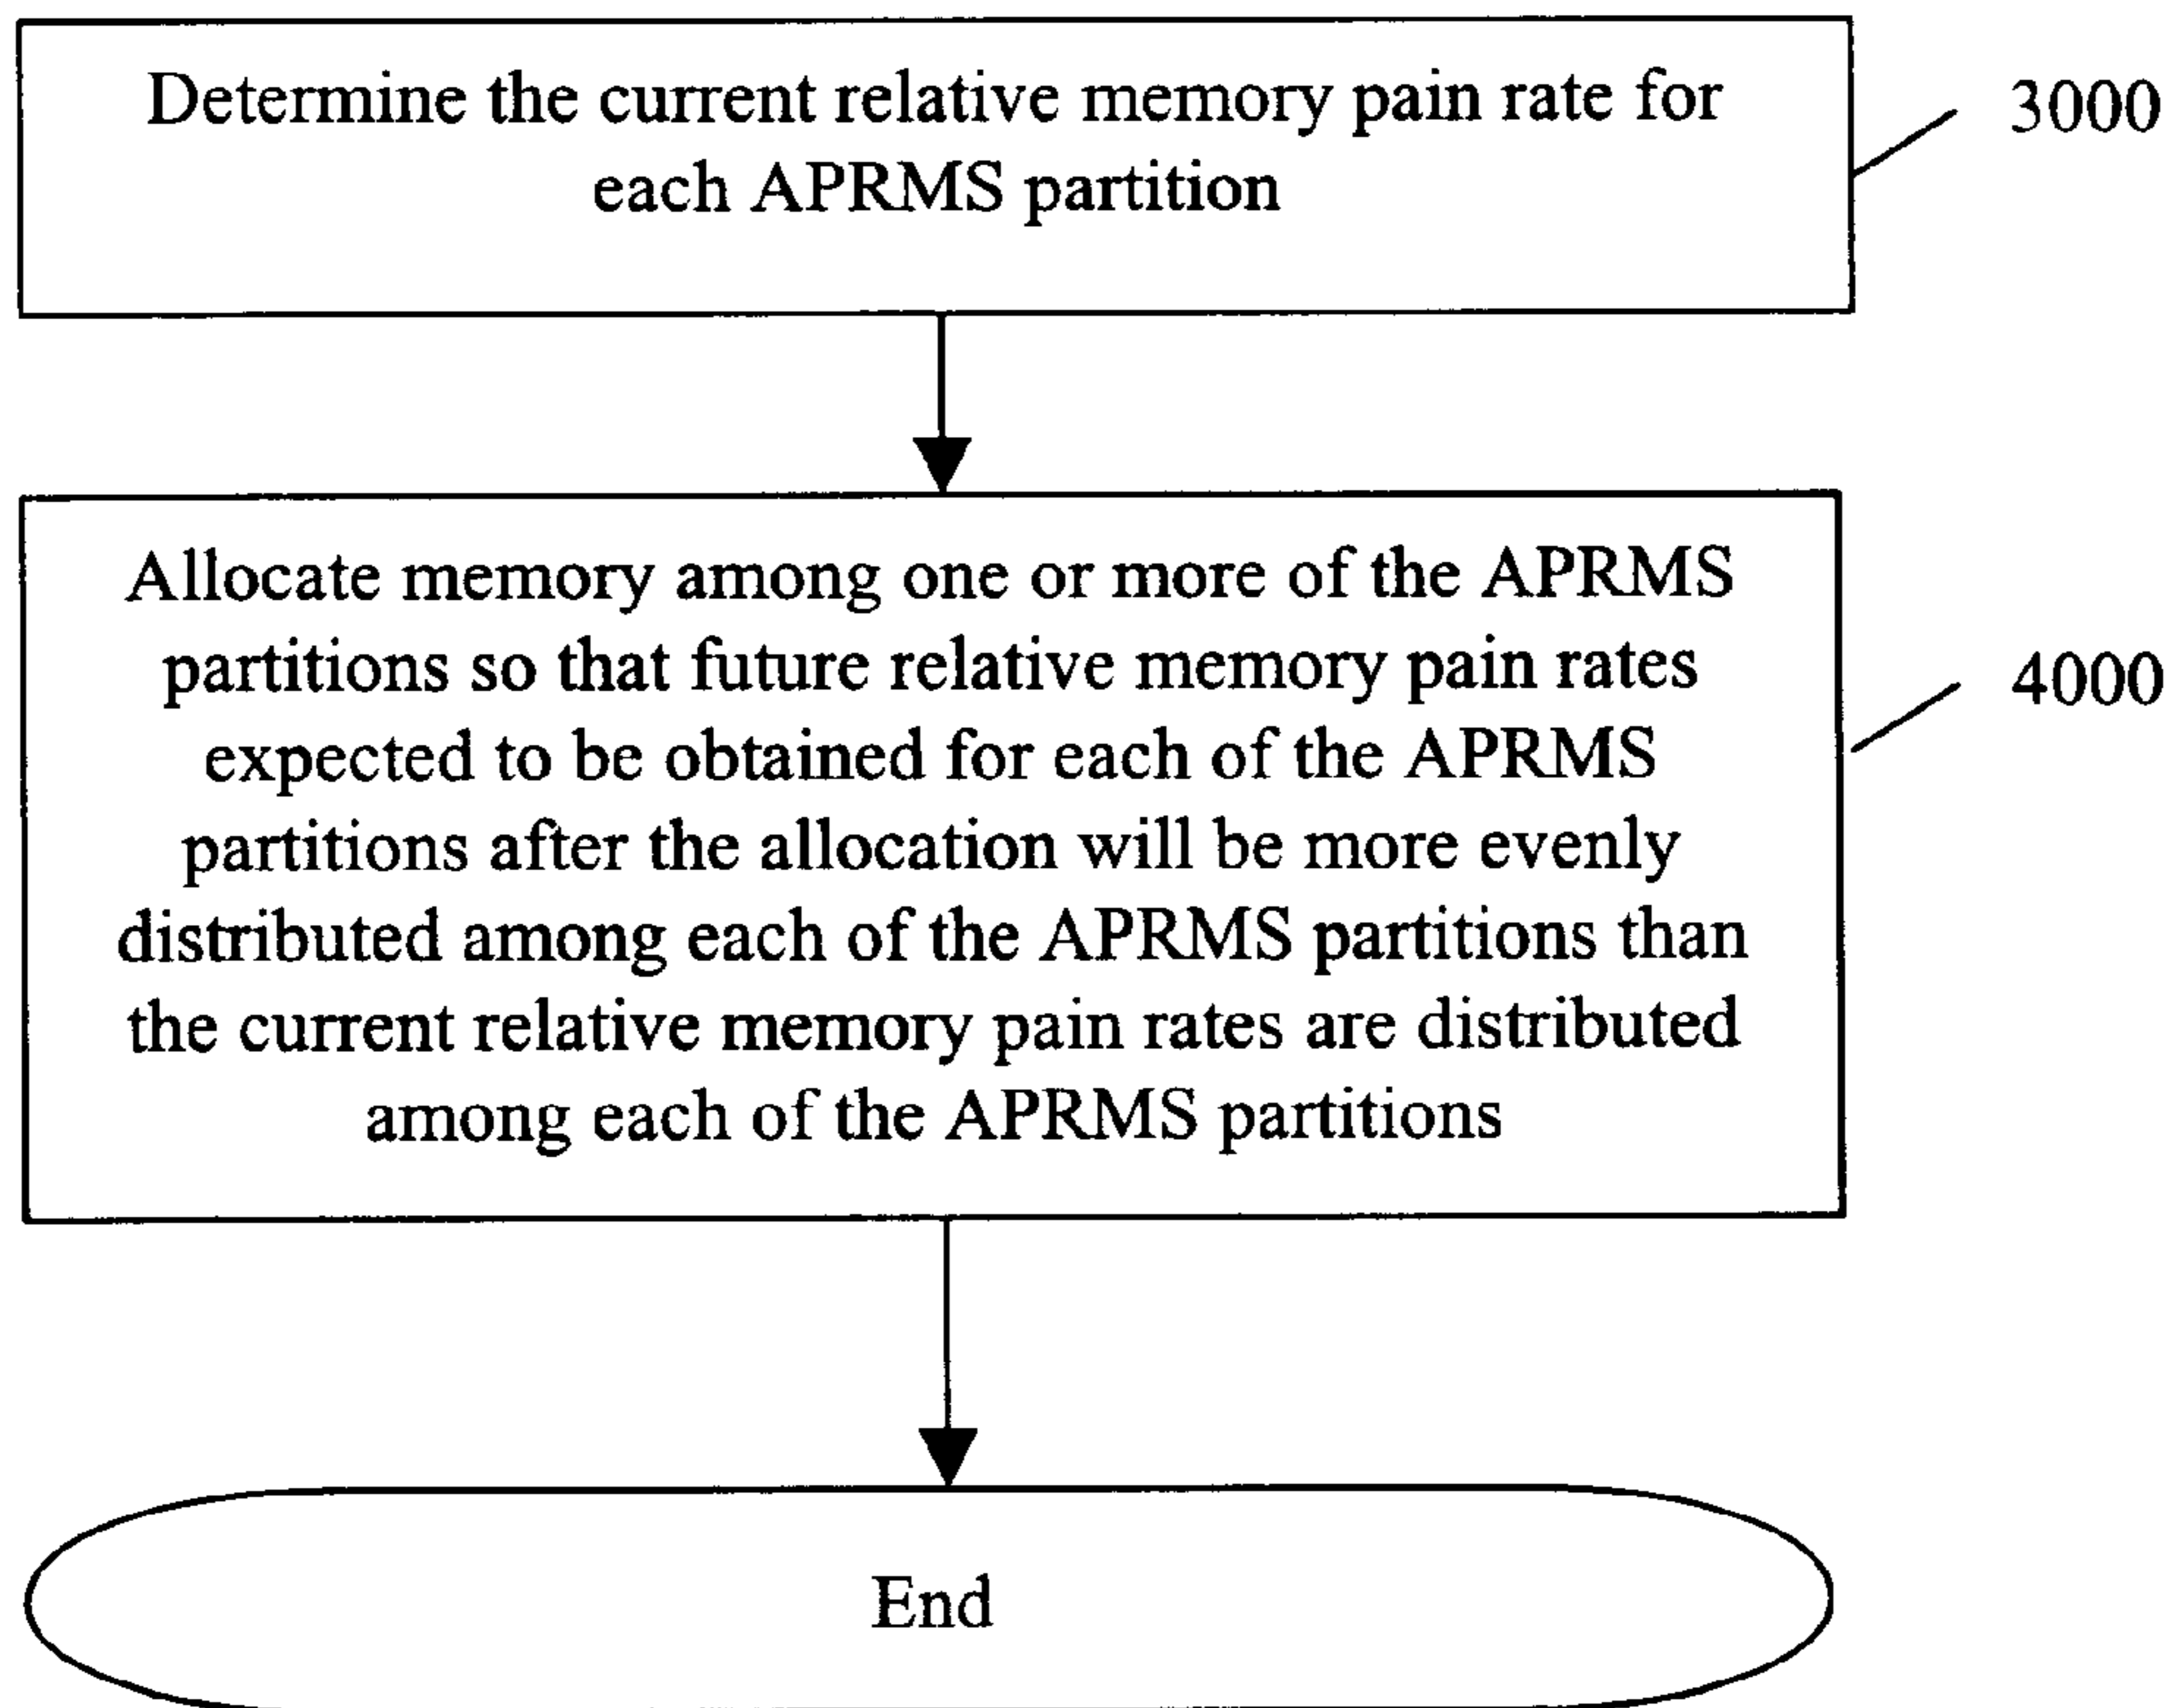 Determine the current relative memory pain rate for
each APRMS partition
3000
Allocate memory among one or more of the APRMS
partitions so that future relative memory pain rates
expected to be obtained for each of the APRMS
partitions after the allocation will be more evenly
distributed among each of the APRMS partitions than
the current relative memory pain rates are distributed
among each of the APRMS partitions
4000
End